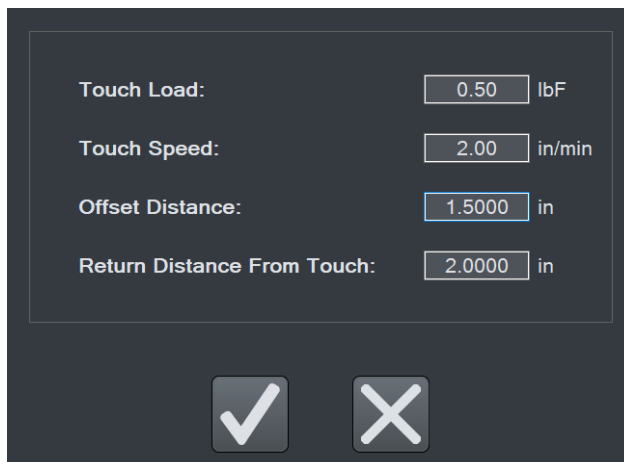 Touch Load: 0.50 lbF
Touch Speed: 2.00 in/min
Offset Distance: 1.5000 in
Return Distance From Touch: 2.0000 in